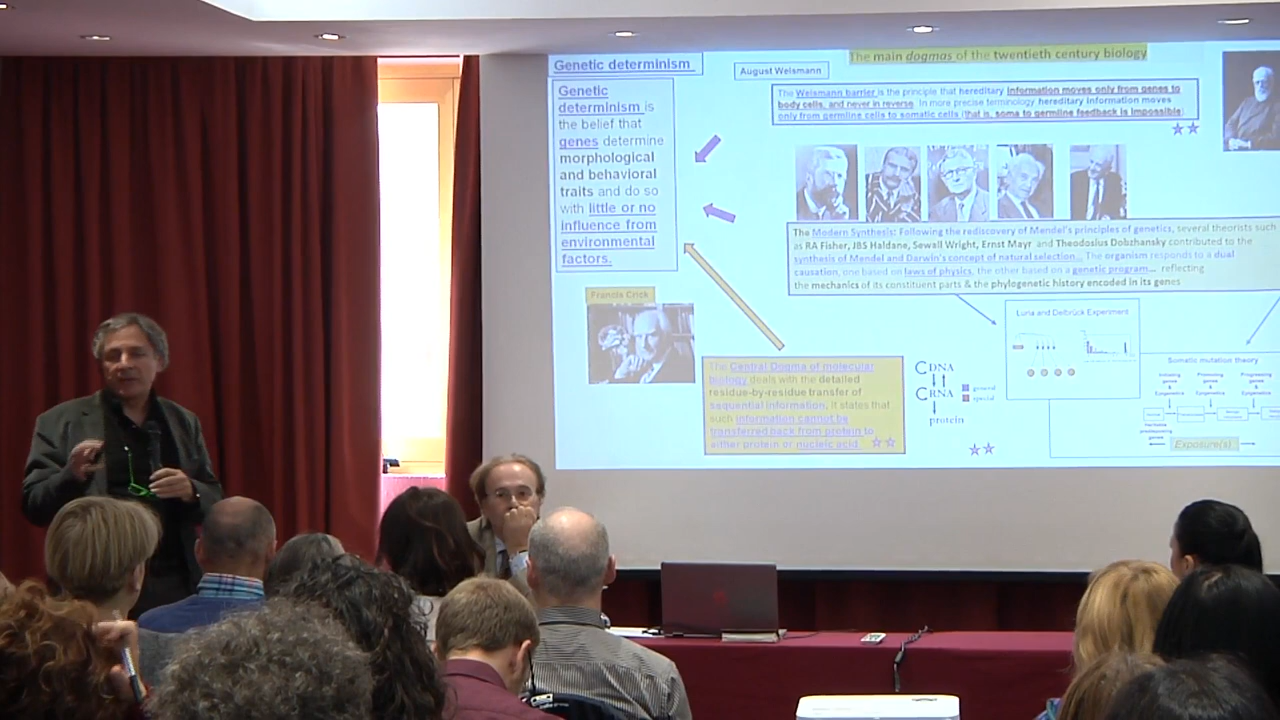 The main dogmas of the twentieth century biology
Genetic determinism
August Weismann
Genetic
determinism is
the belief that
genes determine
morphological
and behavioral
traits and do so
with little or no
influence from
environmental
factors.
The Weismann barrier is the principle that hereditary information moves only from genes to
body cells, and never in reverse. In more precise terminology hereditary information moves
only from germline cells to somatic cells (that is, soma to germline feedback is impossible)
The Modern Synthesis: Following the rediscovery of Mendel's principles of genetics, several theorists such
as RA Fisher, JBS Haldane, Sewall Wright, Ernst Mayr and Theodosius Dobzhansky contributed to the
synthesis of Mendel and Darwin's concept of natural selection... The organism responds to a dual
causation, one based on laws of physics, the other based on a genetic program... reflecting
the mechanics of its constituent parts & the phylogenetic history encoded in its genes
Francis Crick
The Central Dogma of molecular
biology deals with the detailed
residue-by-residue transfer of
sequential information. It states that
such information cannot be
transferred back from protein to
either protein or nucleic acid.
DNA
RNA
protein
general
special
Luria and Delbrück Experiment
Somatic mutation theory
Initiating
genes
&
Epigenetics
Promoting
genes
&
Epigenetics
Progressing
genes
&
Epigenetics
Exposure(s)